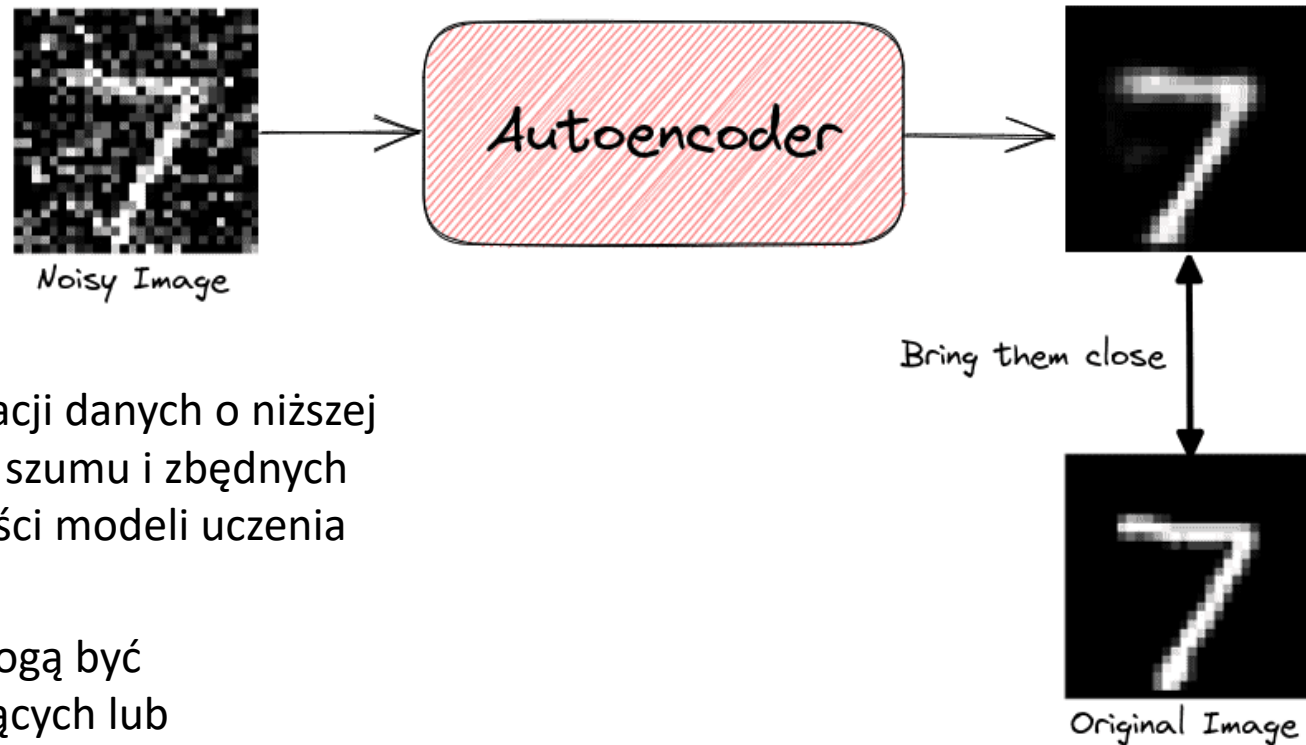 Autoencoder
Noisy Image
Bring them close
acji danych o niższej
szumu i zbędnych
ści modeli uczenia
ogą być
ących lub
Original Image